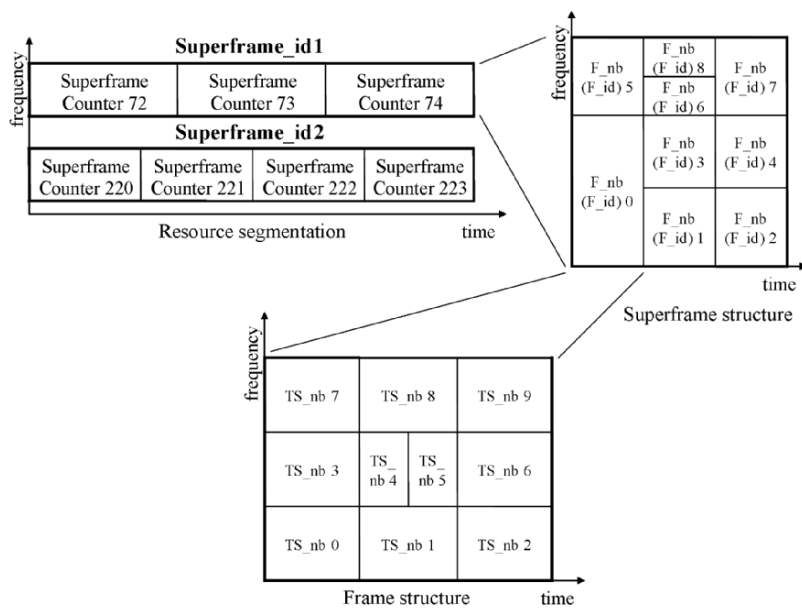 frequency
Superframe_id1
Superframe
Counter 72
Superframe
Counter 73
Superframe
Counter 74
Superframe_id2
Superframe
Counter 220
Superframe
Counter 221
Superframe
Counter 222
Superframe
Counter 223
Resource segmentation
time
frequency
F_nb
(F_id) 5
F_nb
(F_id) 8
F_nb
(F_id) 6
F_nb
(F_id) 7
F_nb
(F_id) 0
F_nb
(F_id) 3
F_nb
(F_id) 4
F_nb
(F_id) 1
F_nb
(F_id) 2
time
Superframe structure
frequency
TS_nb 7
TS_nb 8
TS_nb 9
TS_nb 3
TS_
nb 4
TS_
nb 5
TS_nb 6
TS_nb 0
TS_nb 1
TS_nb 2
Frame structure
time